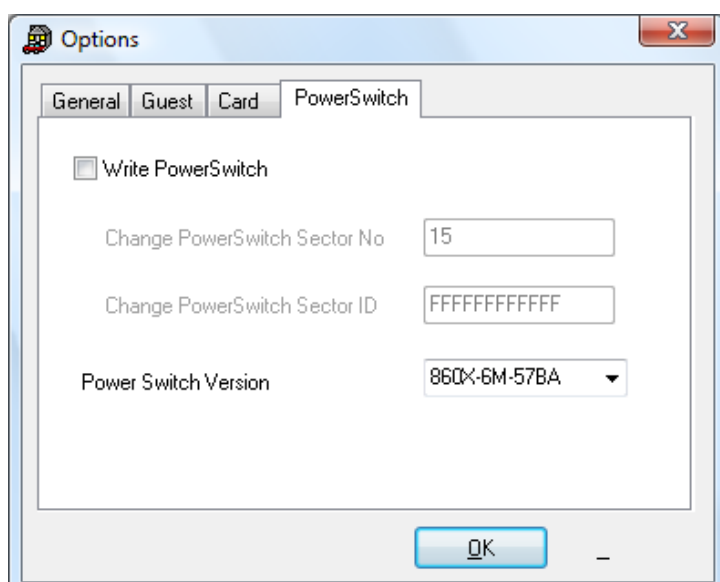 Options
General Guest Card PowerSwitch
Write PowerSwitch
Change PowerSwitch Sector No 15
Change PowerSwitch Sector ID FFFFFFFFFFFF
Power Switch Version 860X-6M-57BA
OK _